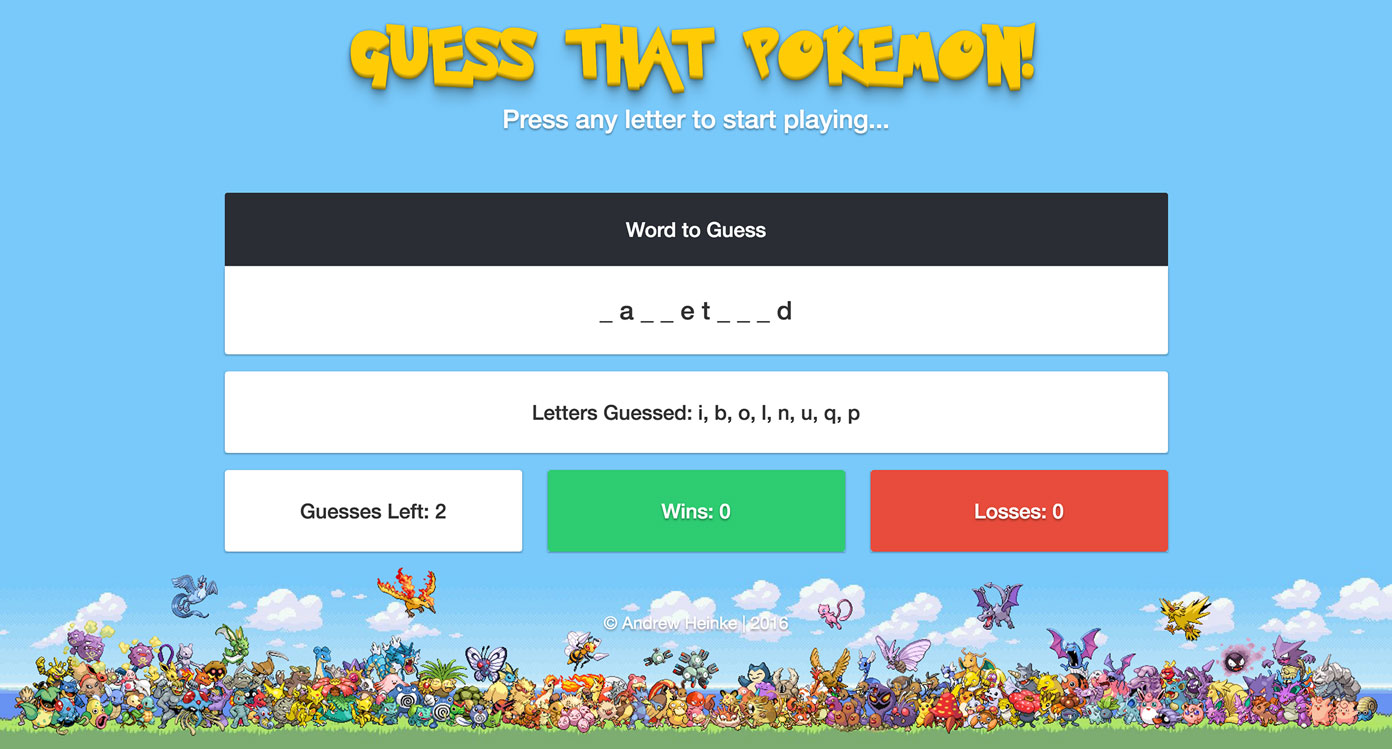 GUESS THAT POKEMON!
Press any letter to start playing...
Word to Guess
_ a _ _ e t _ _ _ d
Letters Guessed: i, b, o, l, n, u, q, p
Guesses Left: 2
Wins: 0
Losses: 0
© Andrew Heinke | 2016